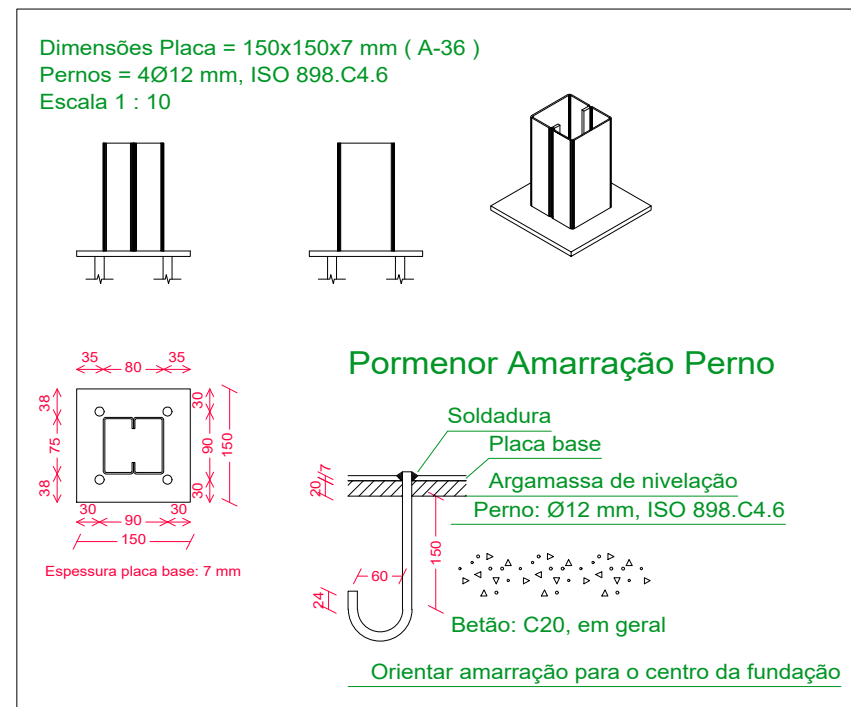 Dimensões Placa = 150x150x7 mm ( A-36 )
Pernos = 4Ø12 mm, ISO 898.C4.6
Escala 1 : 10
35
80
35
38
75
38
30
90
30
150
30
90
30
150
Espessura placa base: 7 mm
Pormenor Amarração Perno
Soldadura
Placa base
Argamassa de nivelação
Perno: Ø12 mm, ISO 898.C4.6
20
7
150
60
24
Betão: C20, em geral
Orientar amarração para o centro da fundação